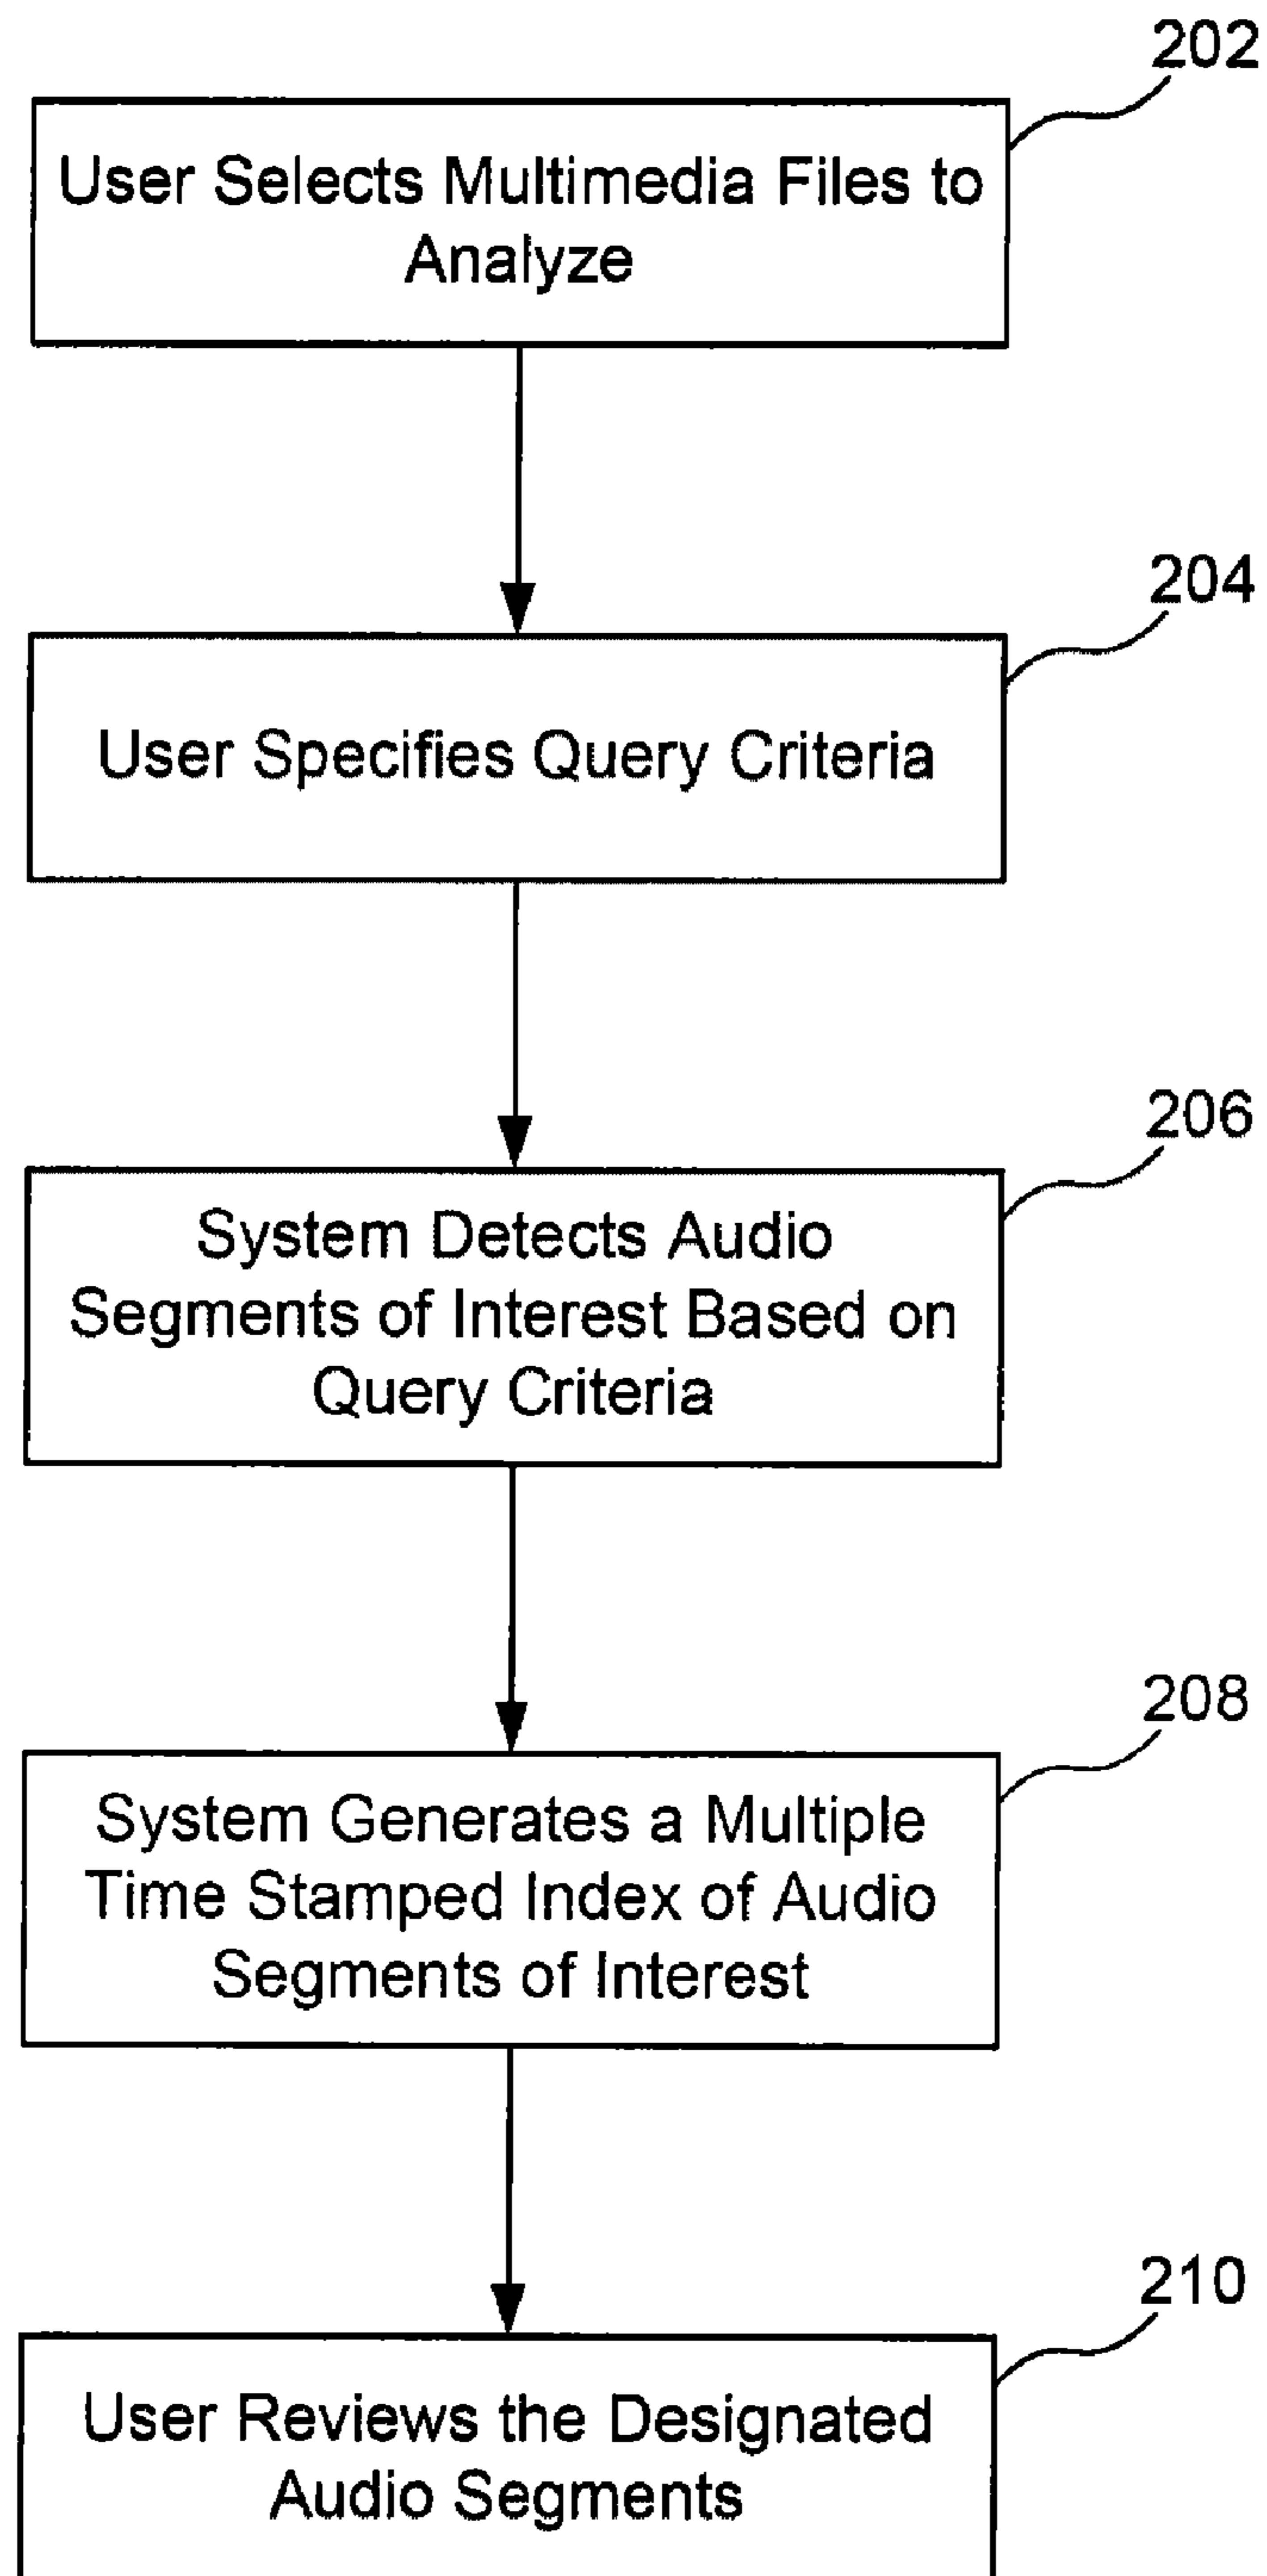 202
User Selects Multimedia Files to
Analyze
204
User Specifies Query Criteria
206
System Detects Audio
Segments of Interest Based on
Query Criteria
208
System Generates a Multiple
Time Stamped Index of Audio
Segments of Interest
210
User Reviews the Designated
Audio Segments